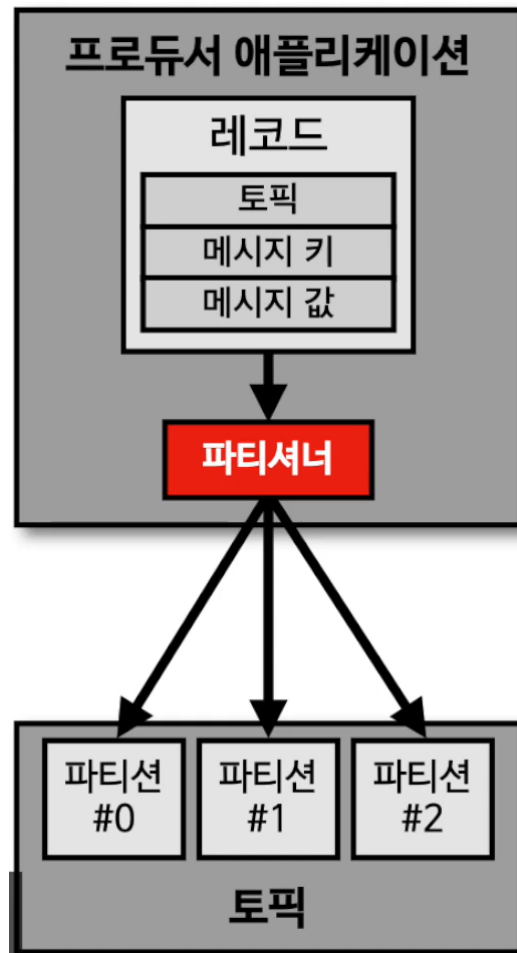 프로듀서 애플리케이션
레코드
토픽
메시지 키
메시지 값
파티셔너
파티션
#0
파티션
#1
파티션
#2
토픽